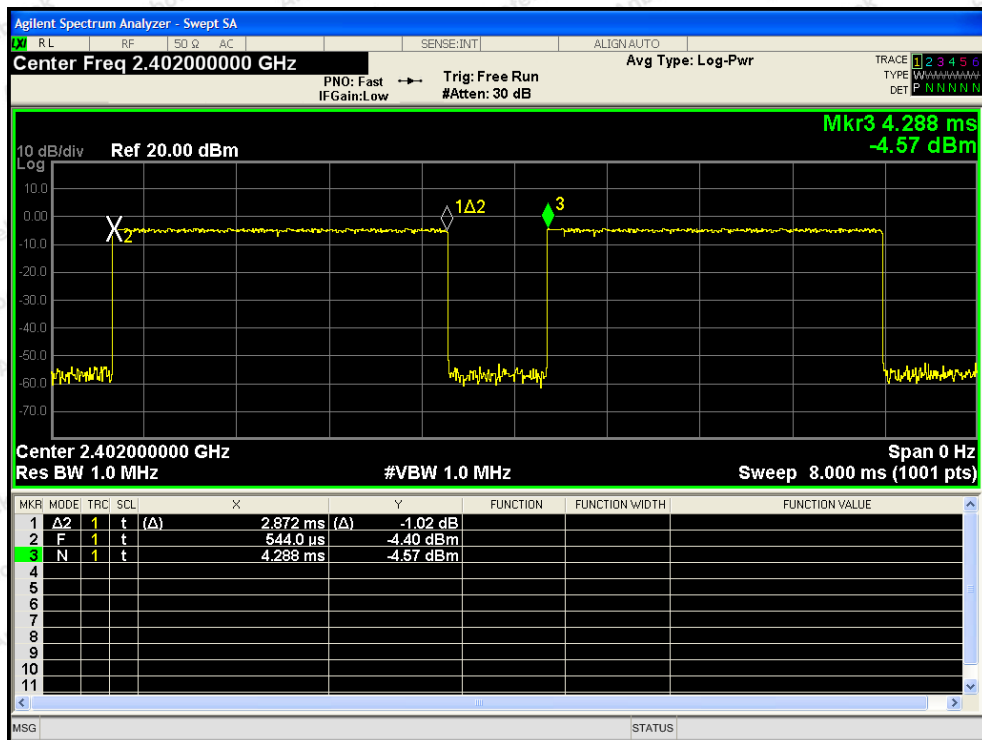 Agilent Spectrum Analyzer - Swept SA
LXI RL RF 50 Ω AC SENSE:INT ALIGNAUTO
Center Freq 2.402000000 GHz
PNO: Fast
IFGain:Low
Trig: Free Run
#Atten: 30 dB
Avg Type: Log-Pwr
TRACE 1 2 3 4 5 6
TYPE
DET P N N N N N
Mkr3 4.288 ms
-4.57 dBm
10 dB/div Ref 20.00 dBm
Log
10.0
0.00
-10.0
-20.0
-30.0
-40.0
-50.0
-60.0
-70.0
X2
1Δ2
3
Center 2.402000000 GHz Span 0 Hz
Res BW 1.0 MHz #VBW 1.0 MHz Sweep 8.000 ms (1001 pts)
MKR MODE TRC SCL X Y FUNCTION FUNCTION WIDTH FUNCTION VALUE
1 Δ2 1 t (Δ) 2.872 ms (Δ) -1.02 dB
2 F 1 t 544.0 µs -4.40 dBm
3 N 1 t 4.288 ms -4.57 dBm
4
5
6
7
8
9
10
11
MSG STATUS